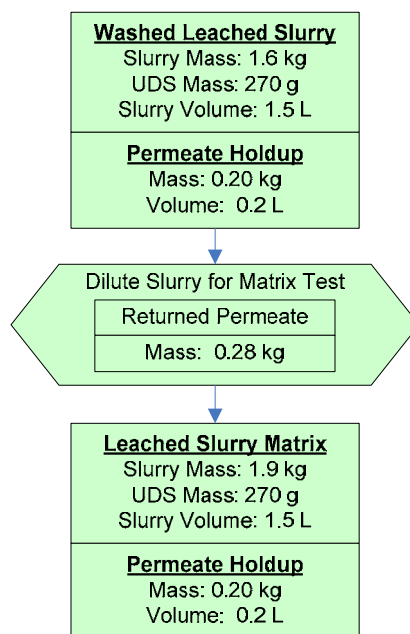 Washed Leached Slurry
Slurry Mass: 1.6 kg
UDS Mass: 270 g
Slurry Volume: 1.5 L
Permeate Holdup
Mass: 0.20 kg
Volume: 0.2 L
Dilute Slurry for Matrix Test
Returned Permeate
Mass: 0.28 kg
Leached Slurry Matrix
Slurry Mass: 1.9 kg
UDS Mass: 270 g
Slurry Volume: 1.5 L
Permeate Holdup
Mass: 0.20 kg
Volume: 0.2 L